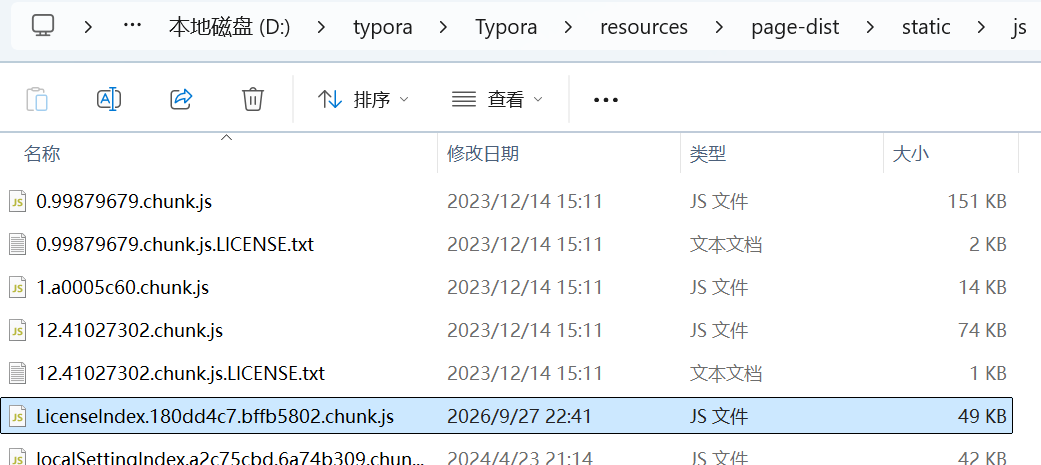 … 本地磁盘 (D:) typora Typora resources page-dist static js
排序 查看
名称 修改日期 类型 大小
0.99879679.chunk.js 2023/12/14 15:11 JS 文件 151 KB
0.99879679.chunk.js.LICENSE.txt 2023/12/14 15:11 文本文档 2 KB
1.a0005c60.chunk.js 2023/12/14 15:11 JS 文件 14 KB
12.41027302.chunk.js 2023/12/14 15:11 JS 文件 74 KB
12.41027302.chunk.js.LICENSE.txt 2023/12/14 15:11 文本文档 1 KB
LicenseIndex.180dd4c7.bffb5802.chunk.js 2026/9/27 22:41 JS 文件 49 KB
localSettingIndex.a2c75cbd.6a74b309.chun... 2024/4/23 21:14 JS 文件 42 KB